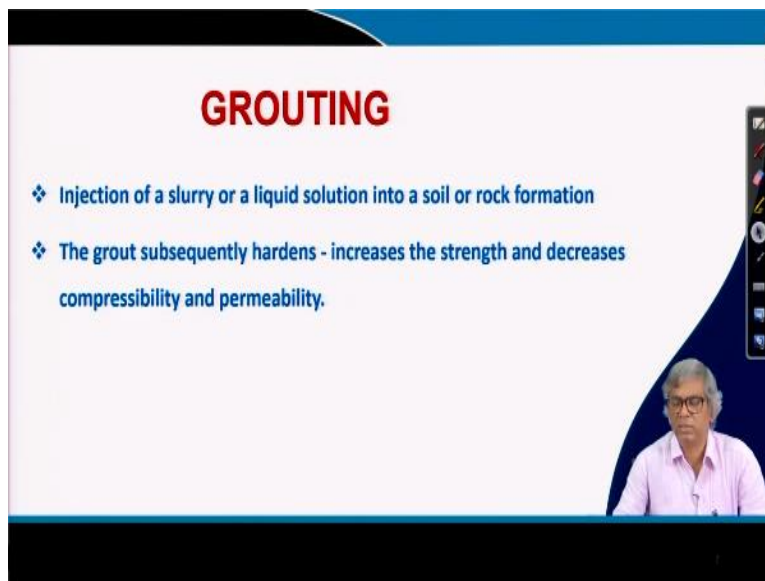 GROUTING
❖ Injection of a slurry or a liquid solution into a soil or rock formation
❖ The grout subsequently hardens - increases the strength and decreases
compressibility and permeability.